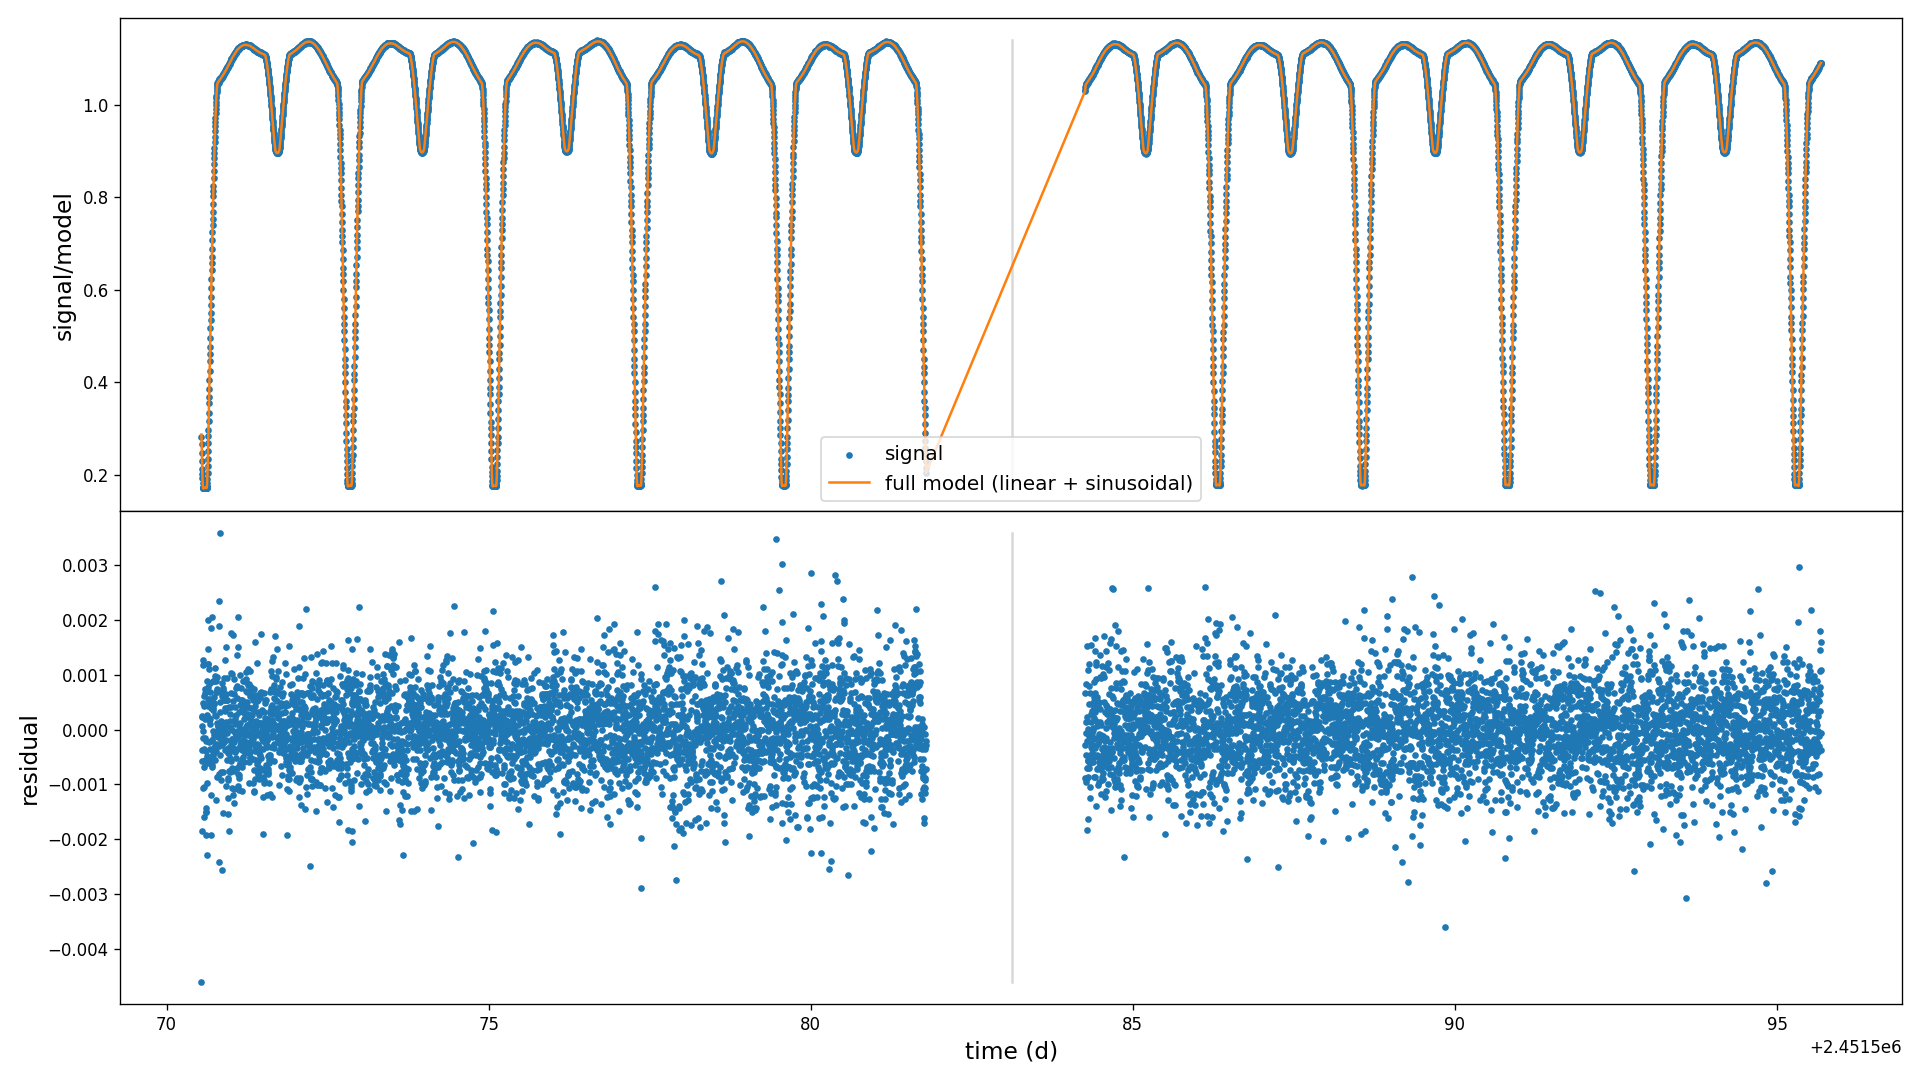 1.0
0.8
0.6
0.4
0.2
signal/model
signal
full model (linear + sinusoidal)
0.003
0.002
0.001
0.000
−0.001
−0.002
−0.003
−0.004
residual
70 75 80 85 90 95
time (d)
+2.4515e6